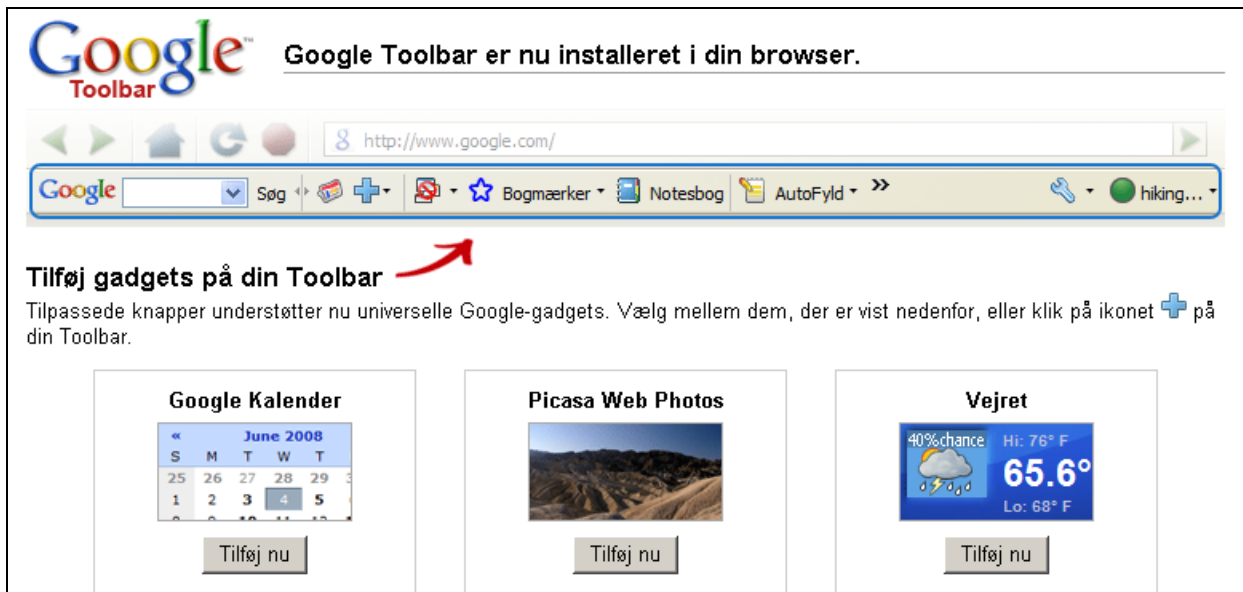 Google™
Toolbar
Google Toolbar er nu installeret i din browser.
8 http://www.google.com/
Google Søg Bogmærker Notesbog AutoFyld » hiking...
Tilføj gadgets på din Toolbar
Tilpassede knapper understøtter nu universelle Google-gadgets. Vælg mellem dem, der er vist nedenfor, eller klik på ikonet på
din Toolbar.
Google Kalender
« June 2008
S M T W T
25 26 27 28 29
1 2 3 4 5
Tilføj nu
Picasa Web Photos
Tilføj nu
Vejret
40%chance
Hi: 76° F
65.6°
Lo: 68° F
Tilføj nu